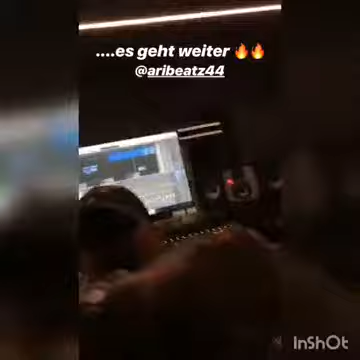 ....es geht weiter 🔥🔥
@aribeatz44
InShOt